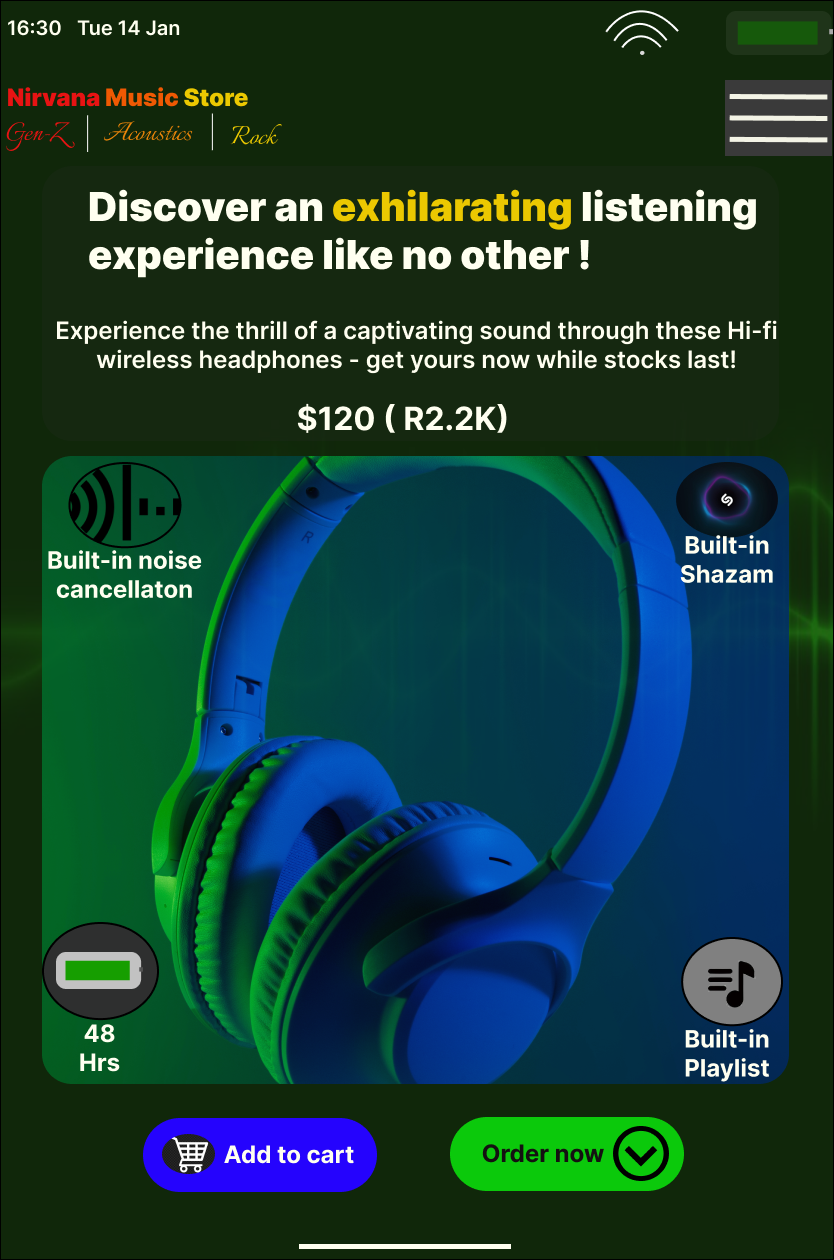 16:30 Tue 14 Jan
Nirvana Music Store
Gen-Z Acoustics Rock
Discover an exhilarating listening
experience like no other !
Experience the thrill of a captivating sound through these Hi-fi
wireless headphones - get yours now while stocks last!
$120 ( R2.2K)
R
Built-in noise
cancellaton
Built-in
Shazam
48
Hrs
Built-in
Playlist
Add to cart
Order now